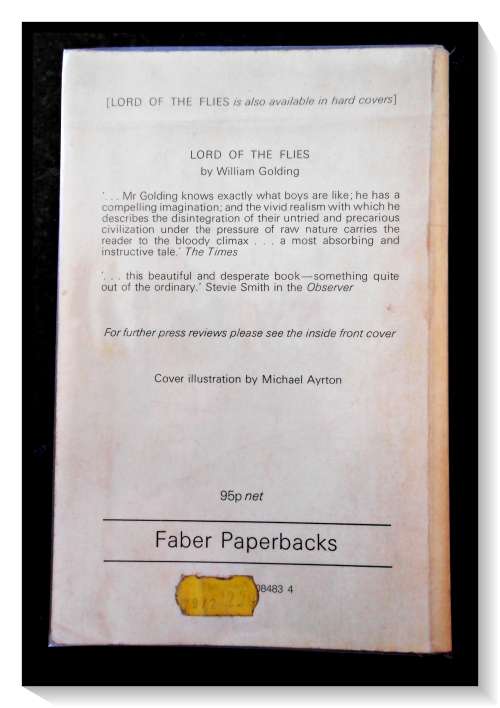 [LORD OF THE FLIES is also available in hard covers]
LORD OF THE FLIES
by William Golding
'. . . Mr Golding knows exactly what boys are like; he has a
compelling imagination; and the vivid realism with which he
describes the disintegration of their untried and precarious
civilization under the pressure of raw nature carries the
reader to the bloody climax . . . a most absorbing and
instructive tale.' The Times
'. . . this beautiful and desperate book—something quite
out of the ordinary.' Stevie Smith in the Observer
For further press reviews please see the inside front cover
Cover illustration by Michael Ayrton
95p net
Faber Paperbacks
08483 4